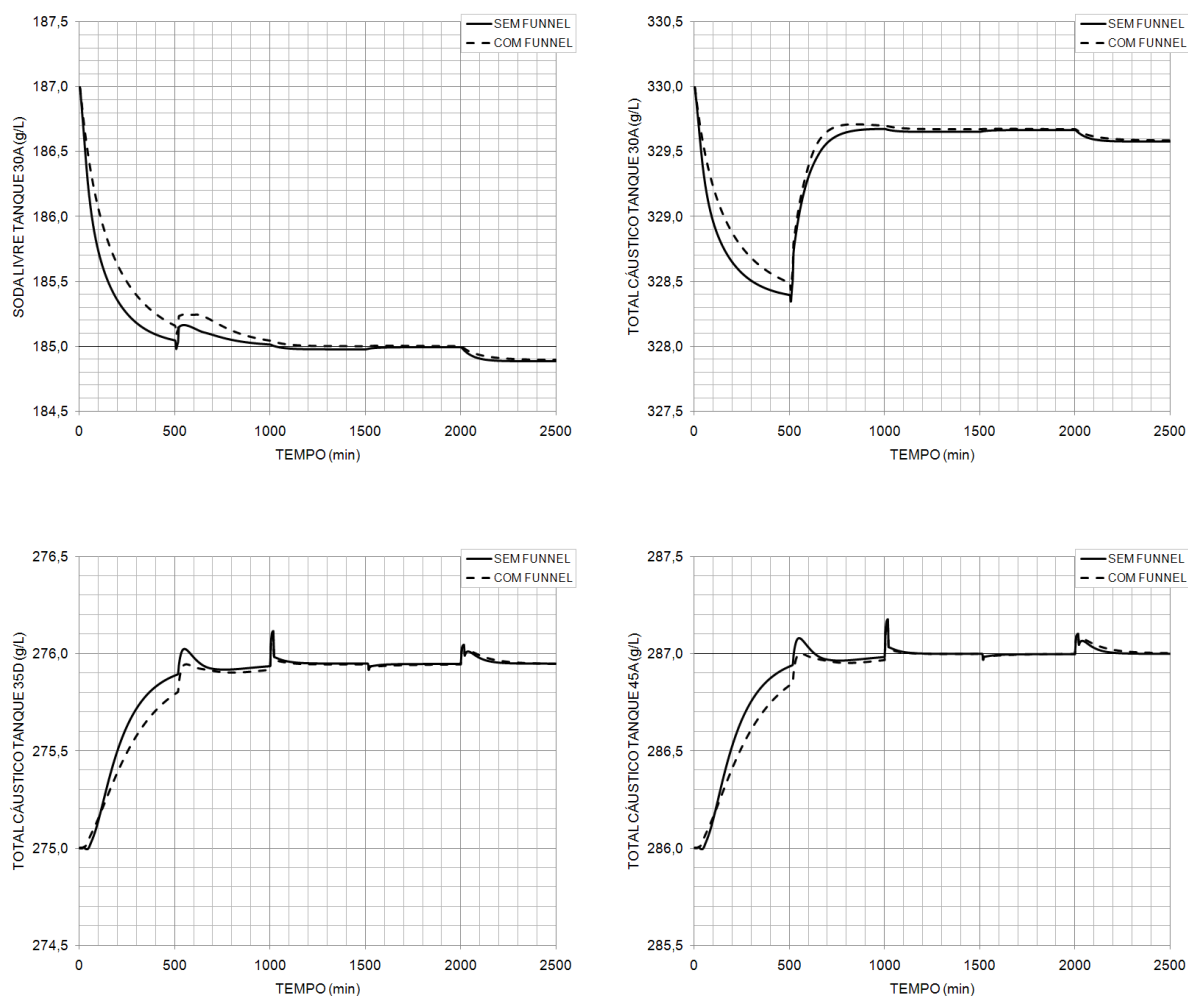 187,5
187,0
186,5
186,0
185,5
185,0
184,5
SODA LIVRE TANQUE 30A (g/L)
SEM FUNNEL
COM FUNNEL
0 500 1000 1500 2000 2500
TEMPO (min)
330,5
330,0
329,5
329,0
328,5
328,0
327,5
TOTAL CÁUSTICO TANQUE 30A (g/L)
SEM FUNNEL
COM FUNNEL
0 500 1000 1500 2000 2500
TEMPO (min)
276,5
276,0
275,5
275,0
274,5
TOTAL CÁUSTICO TANQUE 35D (g/L)
SEM FUNNEL
COM FUNNEL
0 500 1000 1500 2000 2500
TEMPO (min)
287,5
287,0
286,5
286,0
285,5
TOTAL CÁUSTICO TANQUE 45A (g/L)
SEM FUNNEL
COM FUNNEL
0 500 1000 1500 2000 2500
TEMPO (min)